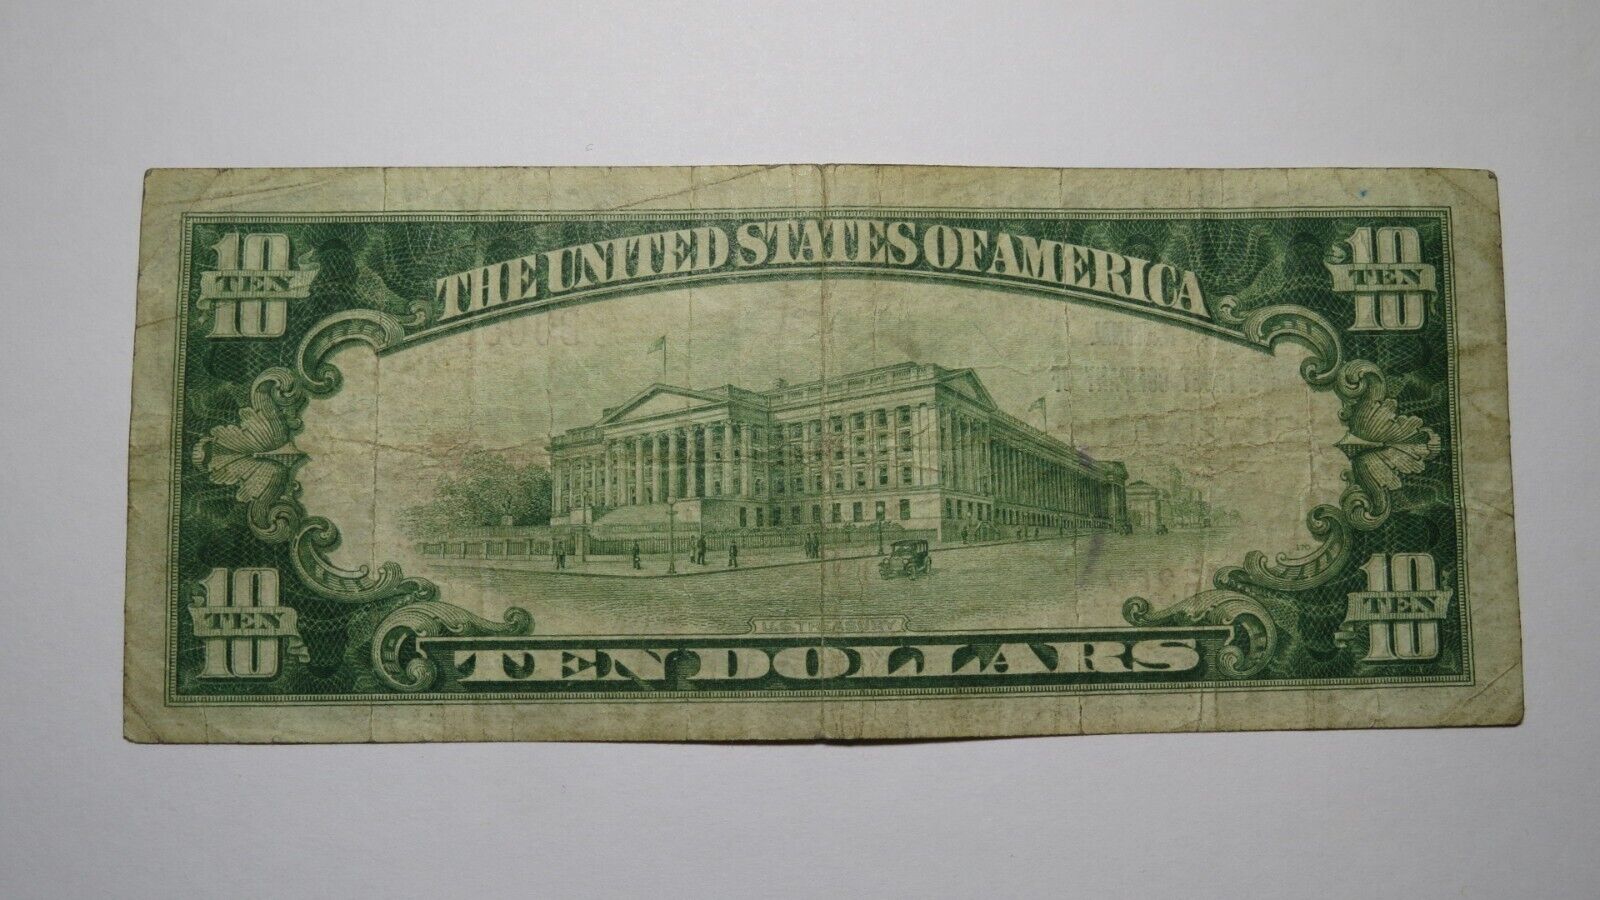 10 TEN 10
THE UNITED STATES OF AMERICA
10 TEN 10
170
10 TEN 10
U.S. TREASURY
10 TEN 10
TEN DOLLARS